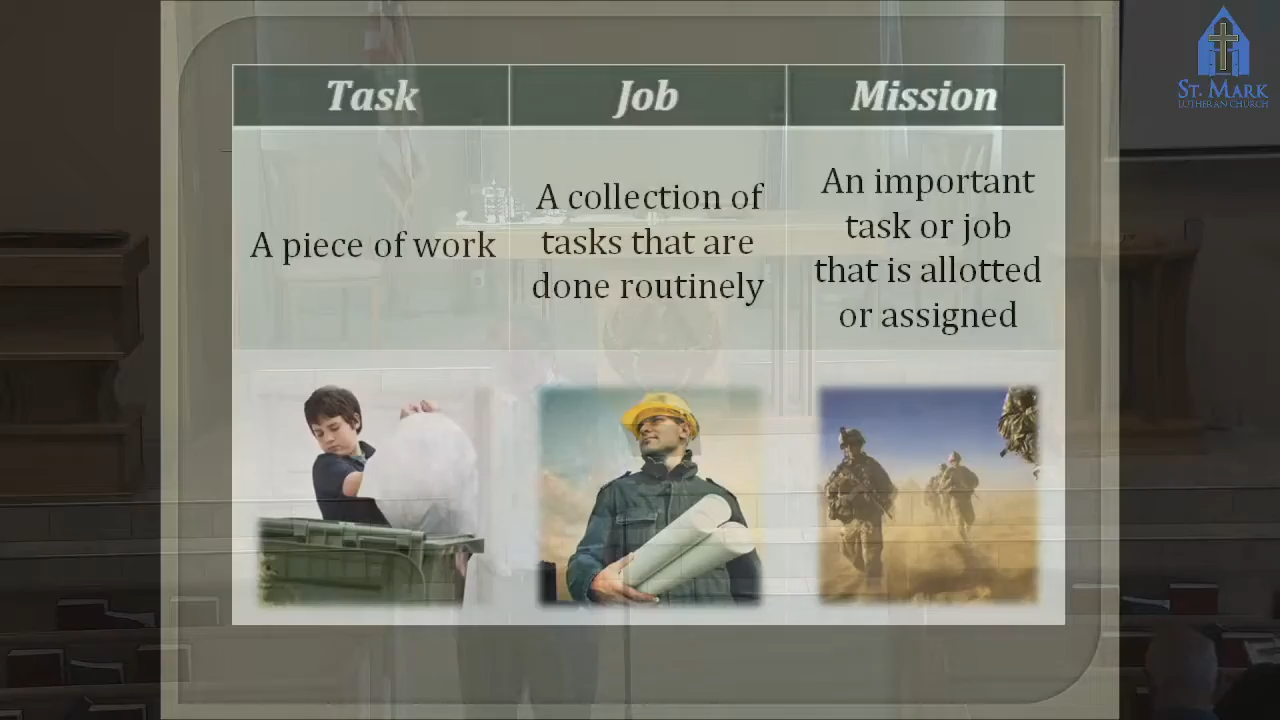 Task
Job
Mission
A piece of work
A collection of
tasks that are
done routinely
An important
task or job
that is allotted
or assigned
St. Mark
Lutheran Church